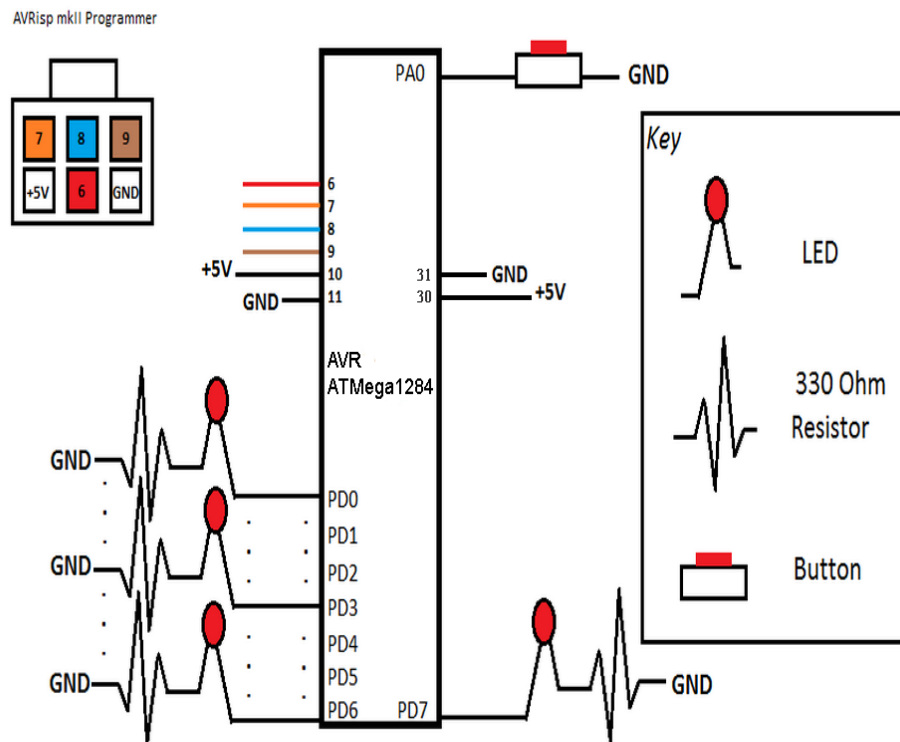 AVRisp mkII Programmer
7 8 9
+5V 6 GND
PA0 GND
6
7
8
9
+5V 10
GND 11
31 GND
30 +5V
AVR
ATMega1284
GND
PD0
PD1
GND PD2
PD3
PD4
PD5
GND PD6
PD7 GND
Key
LED
330 Ohm
Resistor
Button